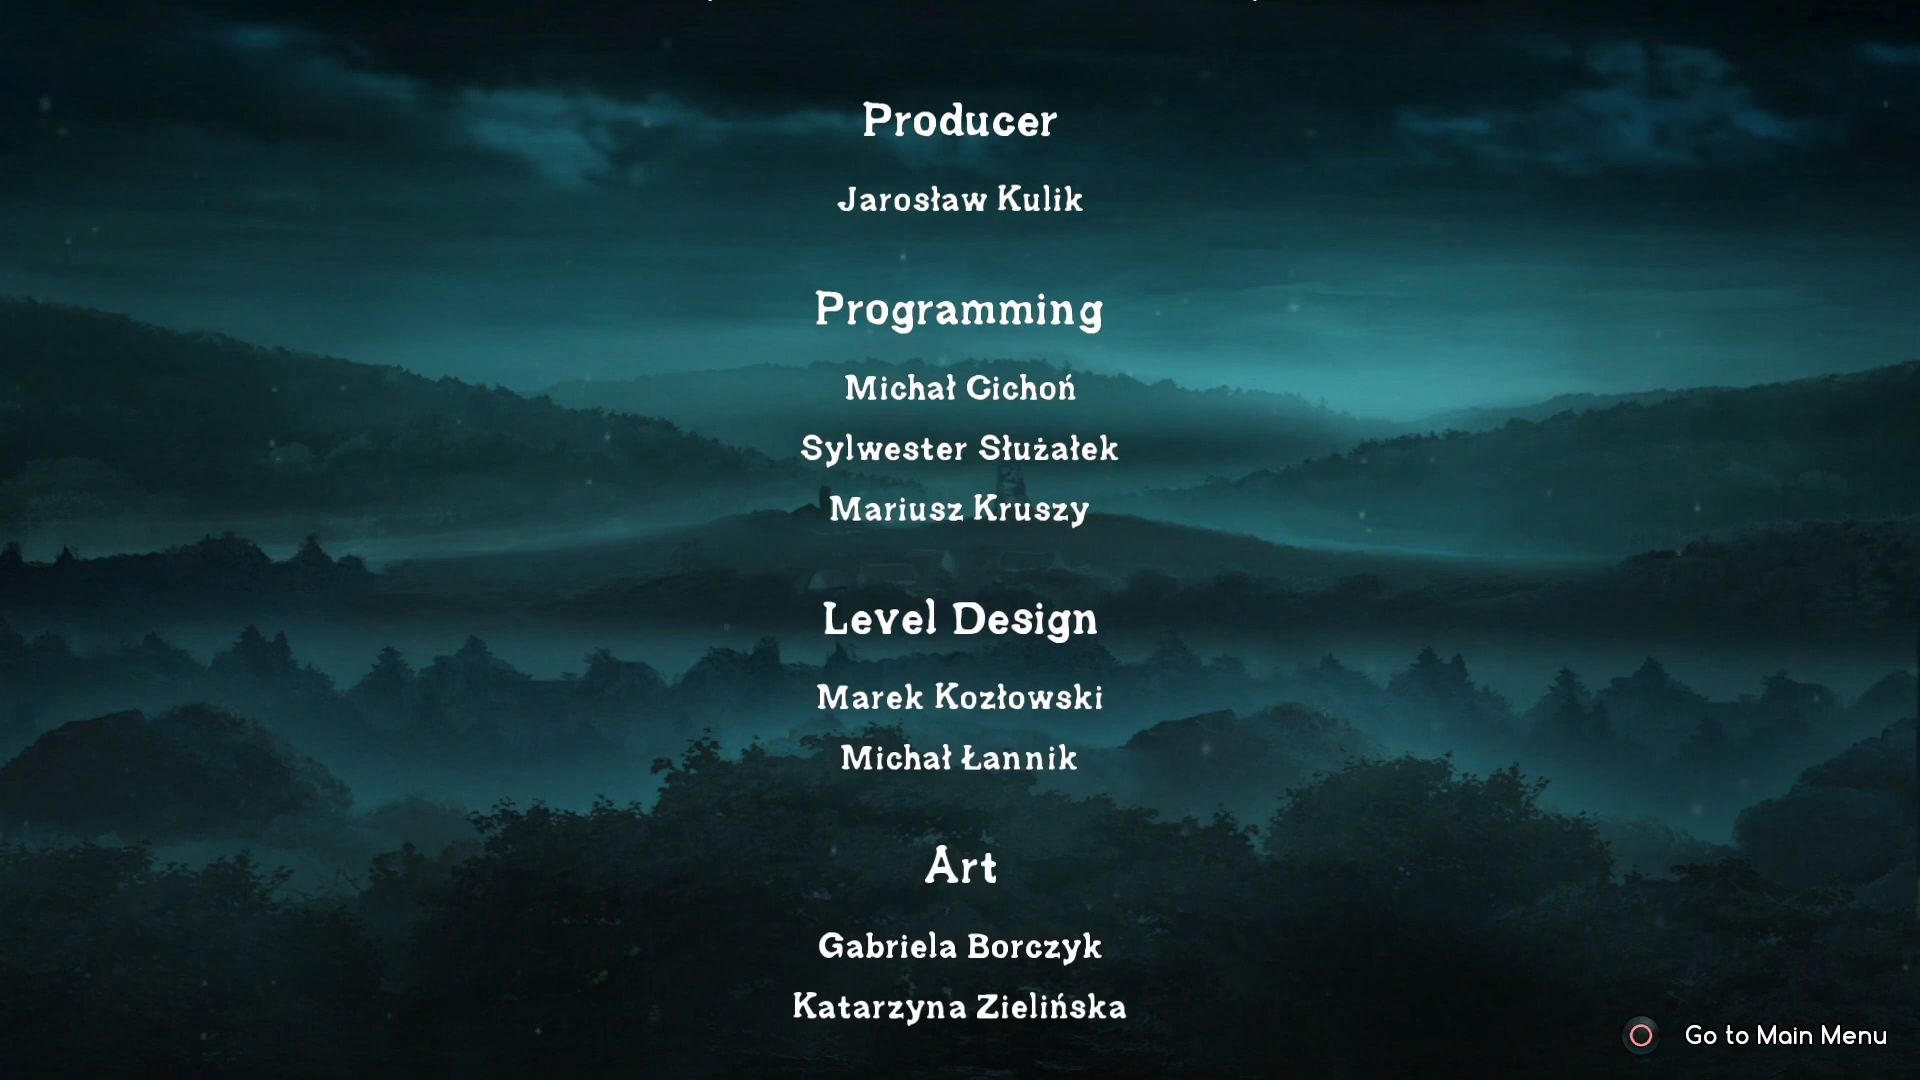 Producer
Jarosław Kulik
Programming
Michał Cichoń
Sylwester Służałek
Mariusz Kruszy
Level Design
Marek Kozłowski
Michał Łannik
Art
Gabriela Borczyk
Katarzyna Zielińska
Go to Main Menu